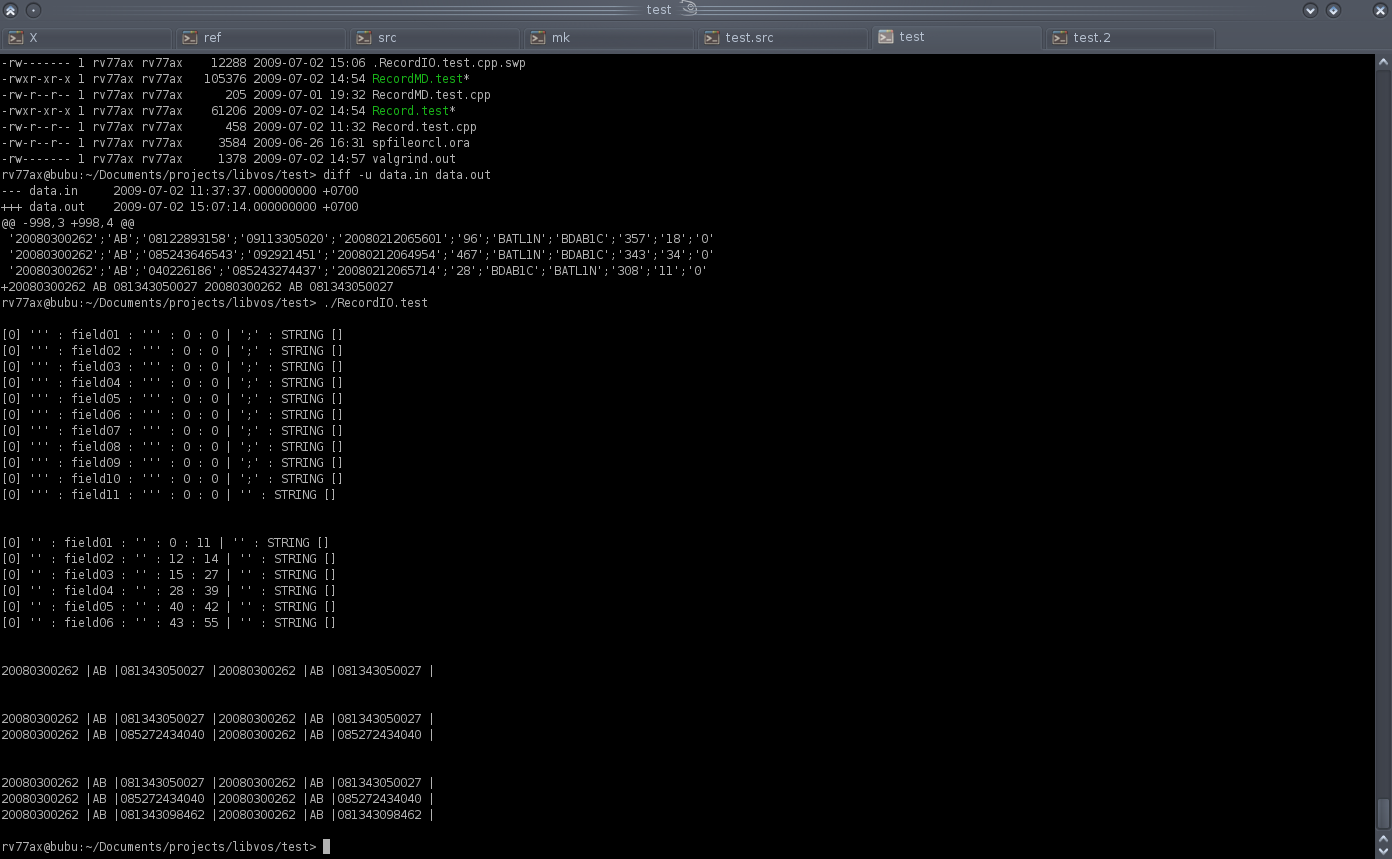 test
X ref src mk test.src test test.2
-rw------- 1 rv77ax rv77ax    12288 2009-07-02 15:06 .RecordIO.test.cpp.swp
-rwxr-xr-x 1 rv77ax rv77ax   105376 2009-07-02 14:54 RecordMD.test*
-rw-r--r-- 1 rv77ax rv77ax      205 2009-07-01 19:32 RecordMD.test.cpp
-rwxr-xr-x 1 rv77ax rv77ax    61206 2009-07-02 14:54 Record.test*
-rw-r--r-- 1 rv77ax rv77ax      458 2009-07-02 11:32 Record.test.cpp
-rw-r--r-- 1 rv77ax rv77ax     3584 2009-06-26 16:31 spfileorcl.ora
-rw------- 1 rv77ax rv77ax     1378 2009-07-02 14:57 valgrind.out
rv77ax@bubu:~/Documents/projects/libvos/test> diff -u data.in data.out
--- data.in     2009-07-02 11:37:37.000000000 +0700
+++ data.out    2009-07-02 15:07:14.000000000 +0700
@@ -998,3 +998,4 @@
 '20080300262';'AB';'08122893158';'09113305020';'20080212065601';'96';'BATL1N';'BDAB1C';'357';'18';'0'
 '20080300262';'AB';'085243646543';'092921451';'20080212064954';'467';'BATL1N';'BDAB1C';'343';'34';'0'
 '20080300262';'AB';'040226186';'085243274437';'20080212065714';'28';'BDAB1C';'BATL1N';'308';'11';'0'
+20080300262 AB 081343050027 20080300262 AB 081343050027
rv77ax@bubu:~/Documents/projects/libvos/test> ./RecordIO.test
[0] ''' : field01 : ''' : 0 : 0 | ';' : STRING []
[0] ''' : field02 : ''' : 0 : 0 | ';' : STRING []
[0] ''' : field03 : ''' : 0 : 0 | ';' : STRING []
[0] ''' : field04 : ''' : 0 : 0 | ';' : STRING []
[0] ''' : field05 : ''' : 0 : 0 | ';' : STRING []
[0] ''' : field06 : ''' : 0 : 0 | ';' : STRING []
[0] ''' : field07 : ''' : 0 : 0 | ';' : STRING []
[0] ''' : field08 : ''' : 0 : 0 | ';' : STRING []
[0] ''' : field09 : ''' : 0 : 0 | ';' : STRING []
[0] ''' : field10 : ''' : 0 : 0 | ';' : STRING []
[0] ''' : field11 : ''' : 0 : 0 | '' : STRING []
[0] '' : field01 : '' : 0 : 11 | '' : STRING []
[0] '' : field02 : '' : 12 : 14 | '' : STRING []
[0] '' : field03 : '' : 15 : 27 | '' : STRING []
[0] '' : field04 : '' : 28 : 39 | '' : STRING []
[0] '' : field05 : '' : 40 : 42 | '' : STRING []
[0] '' : field06 : '' : 43 : 55 | '' : STRING []
20080300262 |AB |081343050027 |20080300262 |AB |081343050027 |
20080300262 |AB |081343050027 |20080300262 |AB |081343050027 |
20080300262 |AB |085272434040 |20080300262 |AB |085272434040 |
20080300262 |AB |081343050027 |20080300262 |AB |081343050027 |
20080300262 |AB |085272434040 |20080300262 |AB |085272434040 |
20080300262 |AB |081343098462 |20080300262 |AB |081343098462 |
rv77ax@bubu:~/Documents/projects/libvos/test>